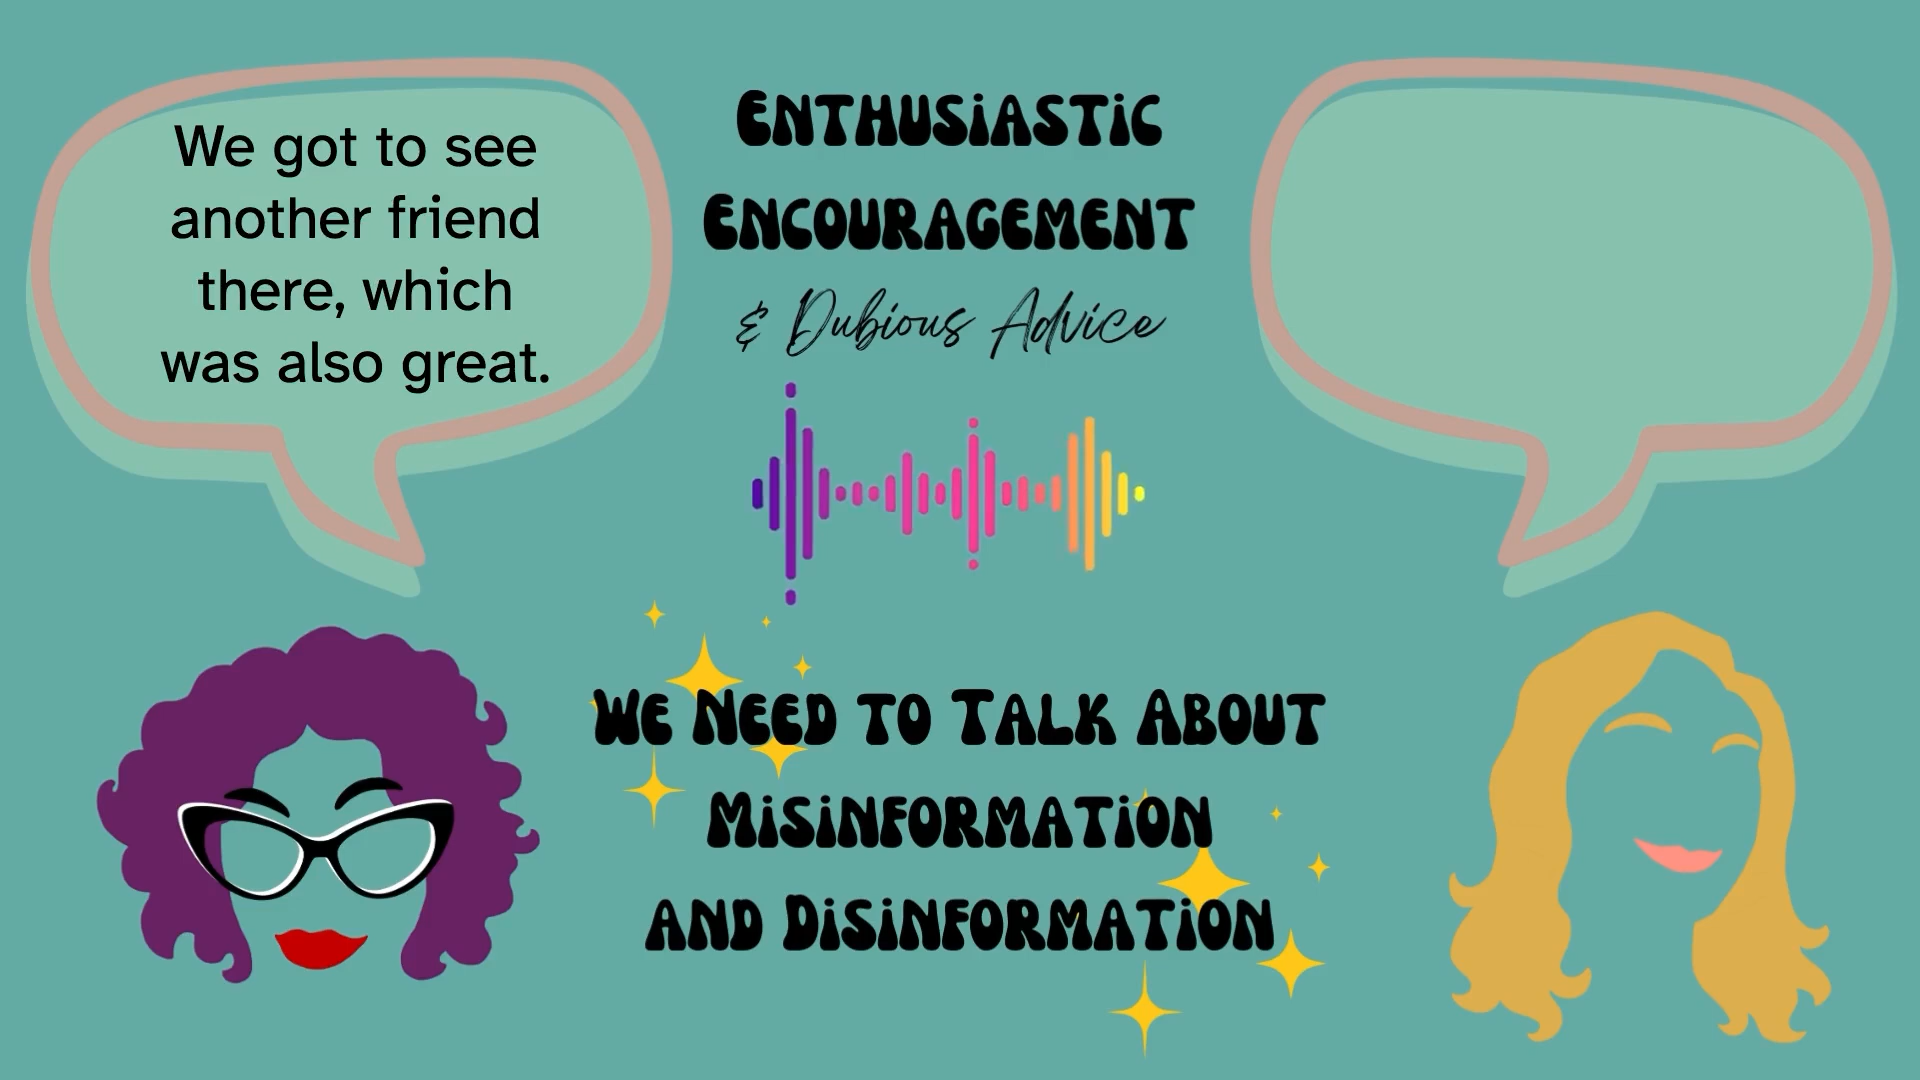 We got to see
another friend
there, which
was also great.
Enthusiastic
Encouragement
& Dubious Advice
We Need to Talk About
Misinformation
and Disinformation